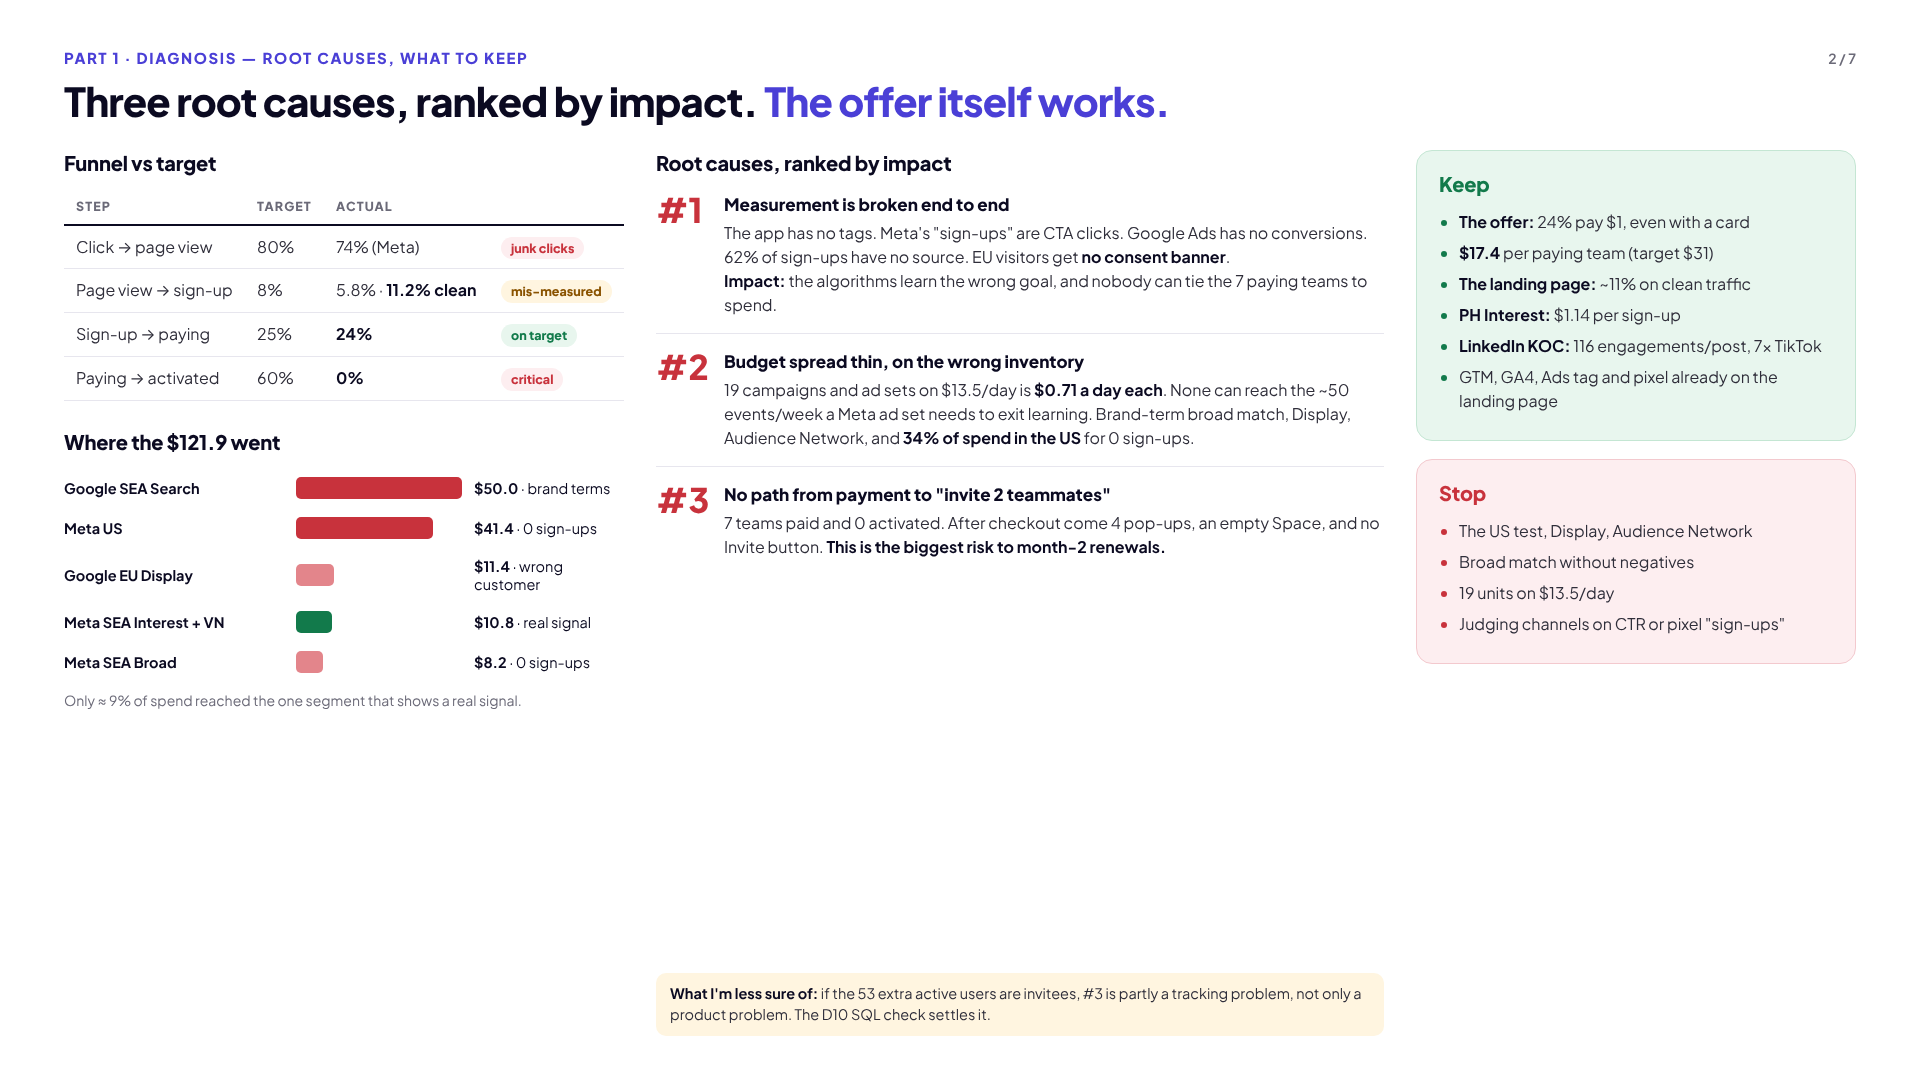 PART 1 · DIAGNOSIS — ROOT CAUSES, WHAT TO KEEP
2 / 7
Three root causes, ranked by impact. The offer itself works.
Funnel vs target
STEP TARGET ACTUAL
Click → page view 80% 74% (Meta) junk clicks
Page view → sign-up 8% 5.8% · 11.2% clean mis-measured
Sign-up → paying 25% 24% on target
Paying → activated 60% 0% critical
Where the $121.9 went
Google SEA Search $50.0 · brand terms
Meta US $41.4 · 0 sign-ups
Google EU Display $11.4 · wrong
customer
Meta SEA Interest + VN $10.8 · real signal
Meta SEA Broad $8.2 · 0 sign-ups
Only ≈ 9% of spend reached the one segment that shows a real signal.
Root causes, ranked by impact
#1 Measurement is broken end to end
The app has no tags. Meta's "sign-ups" are CTA clicks. Google Ads has no conversions.
62% of sign-ups have no source. EU visitors get no consent banner.
Impact: the algorithms learn the wrong goal, and nobody can tie the 7 paying teams to
spend.
#2 Budget spread thin, on the wrong inventory
19 campaigns and ad sets on $13.5/day is $0.71 a day each. None can reach the ~50
events/week a Meta ad set needs to exit learning. Brand-term broad match, Display,
Audience Network, and 34% of spend in the US for 0 sign-ups.
#3 No path from payment to "invite 2 teammates"
7 teams paid and 0 activated. After checkout come 4 pop-ups, an empty Space, and no
Invite button. This is the biggest risk to month-2 renewals.
What I'm less sure of: if the 53 extra active users are invitees, #3 is partly a tracking problem, not only a
product problem. The D10 SQL check settles it.
Keep
• The offer: 24% pay $1, even with a card
• $17.4 per paying team (target $31)
• The landing page: ~11% on clean traffic
• PH Interest: $1.14 per sign-up
• LinkedIn KOC: 116 engagements/post, 7× TikTok
• GTM, GA4, Ads tag and pixel already on the
landing page
Stop
• The US test, Display, Audience Network
• Broad match without negatives
• 19 units on $13.5/day
• Judging channels on CTR or pixel "sign-ups"